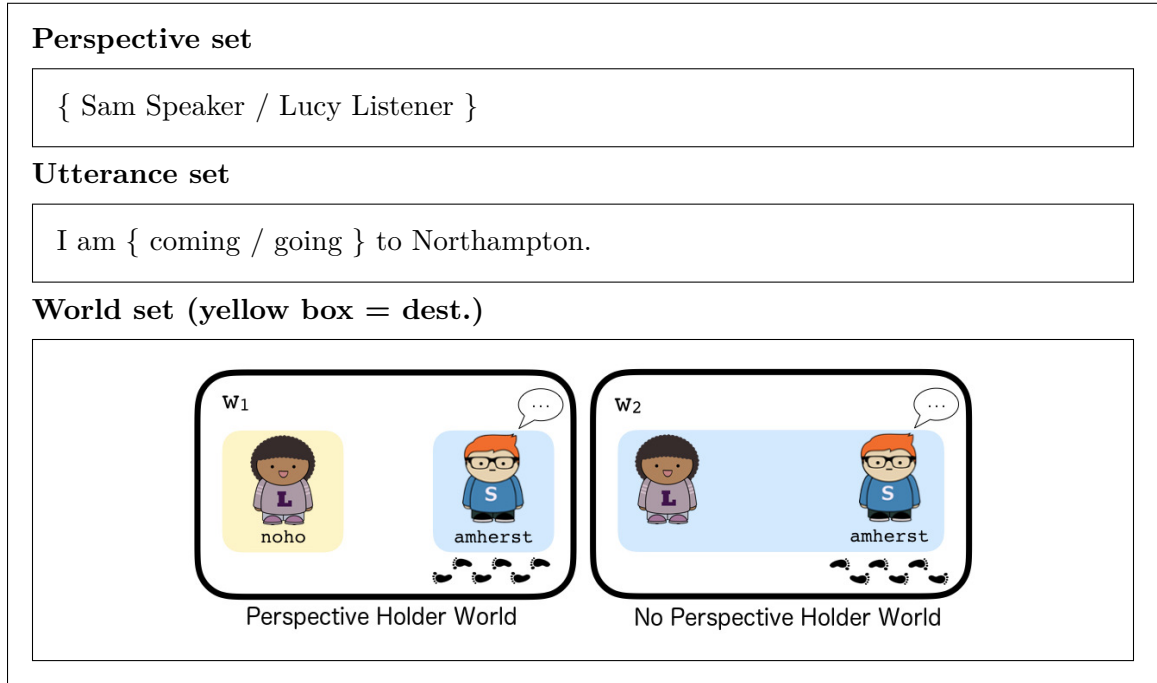 Perspective set
{ Sam Speaker / Lucy Listener }
Utterance set
I am { coming / going } to Northampton.
World set (yellow box = dest.)
w₁
...
w₂
...
L
S
L
S
noho
amherst
amherst
Perspective Holder World
No Perspective Holder World